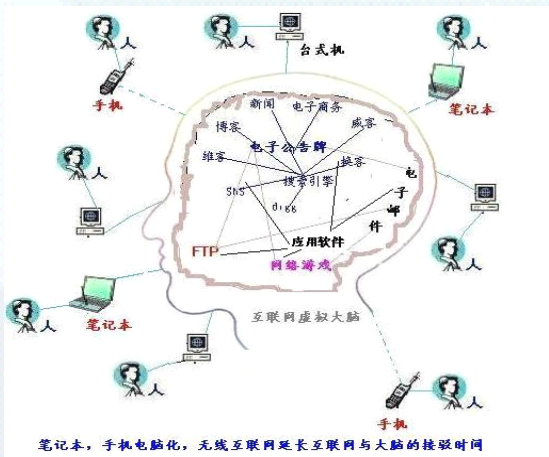 人
人
人
台式机
手机
笔记本
新闻
电子商务
博客
威客
电子公告牌
维客
换客
搜索引擎
电子邮件
SNS
digg
人
人
应用软件
FTP
网络游戏
互联网虚拟大脑
人
笔记本
人
人
手机
笔记本，手机电脑化，无线互联网延长互联网与大脑的接驳时间